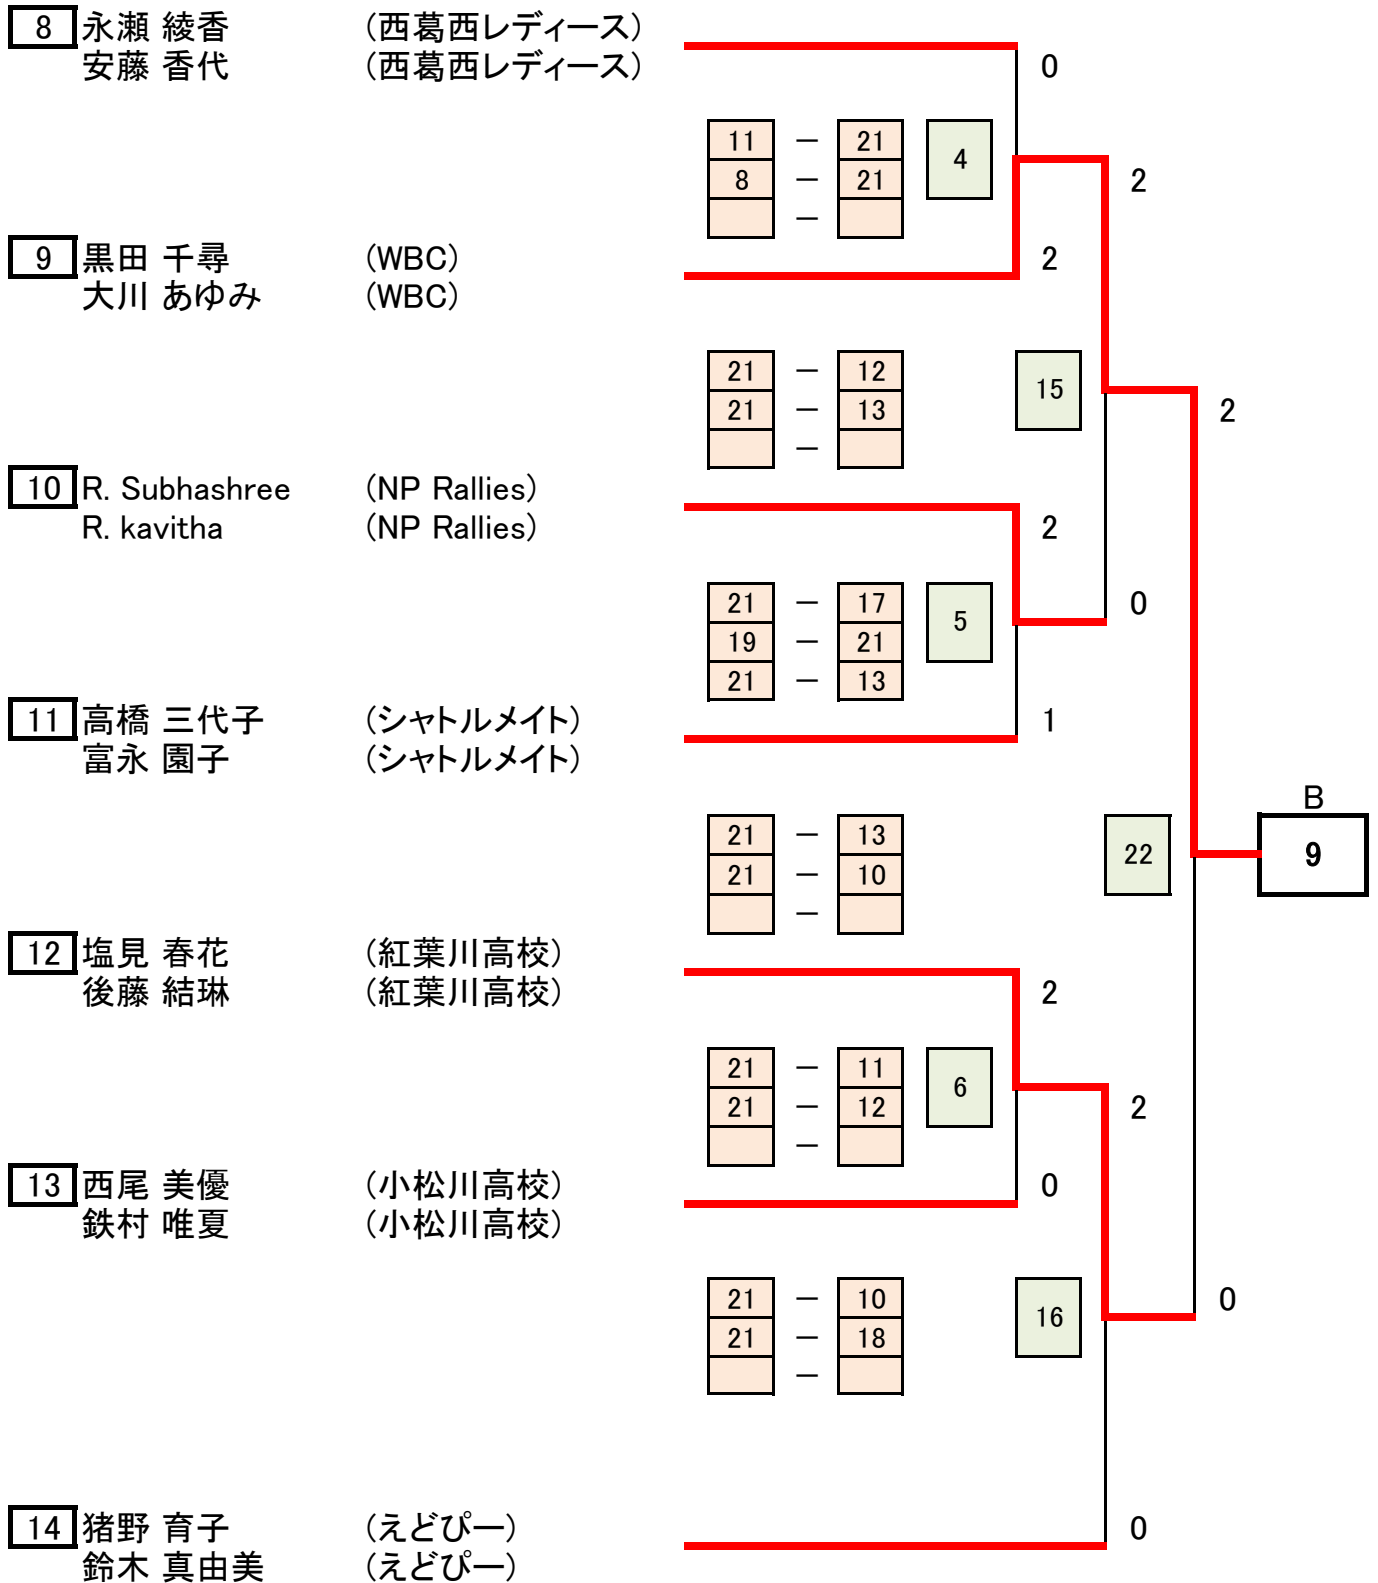 8 永瀬 綾香 (西葛西レディース)
安藤 香代 (西葛西レディース)
0
11 － 21 4
8 － 21
2
－
9 黒田 千尋 (WBC) 2
大川 あゆみ (WBC)
21 － 12 15
21 － 13 2
－
10 R. Subhashree (NP Rallies)
R. kavitha (NP Rallies) 2
21 － 17 5 0
19 － 21
21 － 13
11 高橋 三代子 (シャトルメイト) 1
富永 園子 (シャトルメイト)
B
21 － 13 22 9
21 － 10
－
12 塩見 春花 (紅葉川高校)
後藤 結琳 (紅葉川高校) 2
21 － 11 6
21 － 12 2
－
13 西尾 美優 (小松川高校) 0
鉄村 唯夏 (小松川高校)
21 － 10 16 0
21 － 18
－
14 猪野 育子 (えどぴー) 0
鈴木 真由美 (えどぴー)